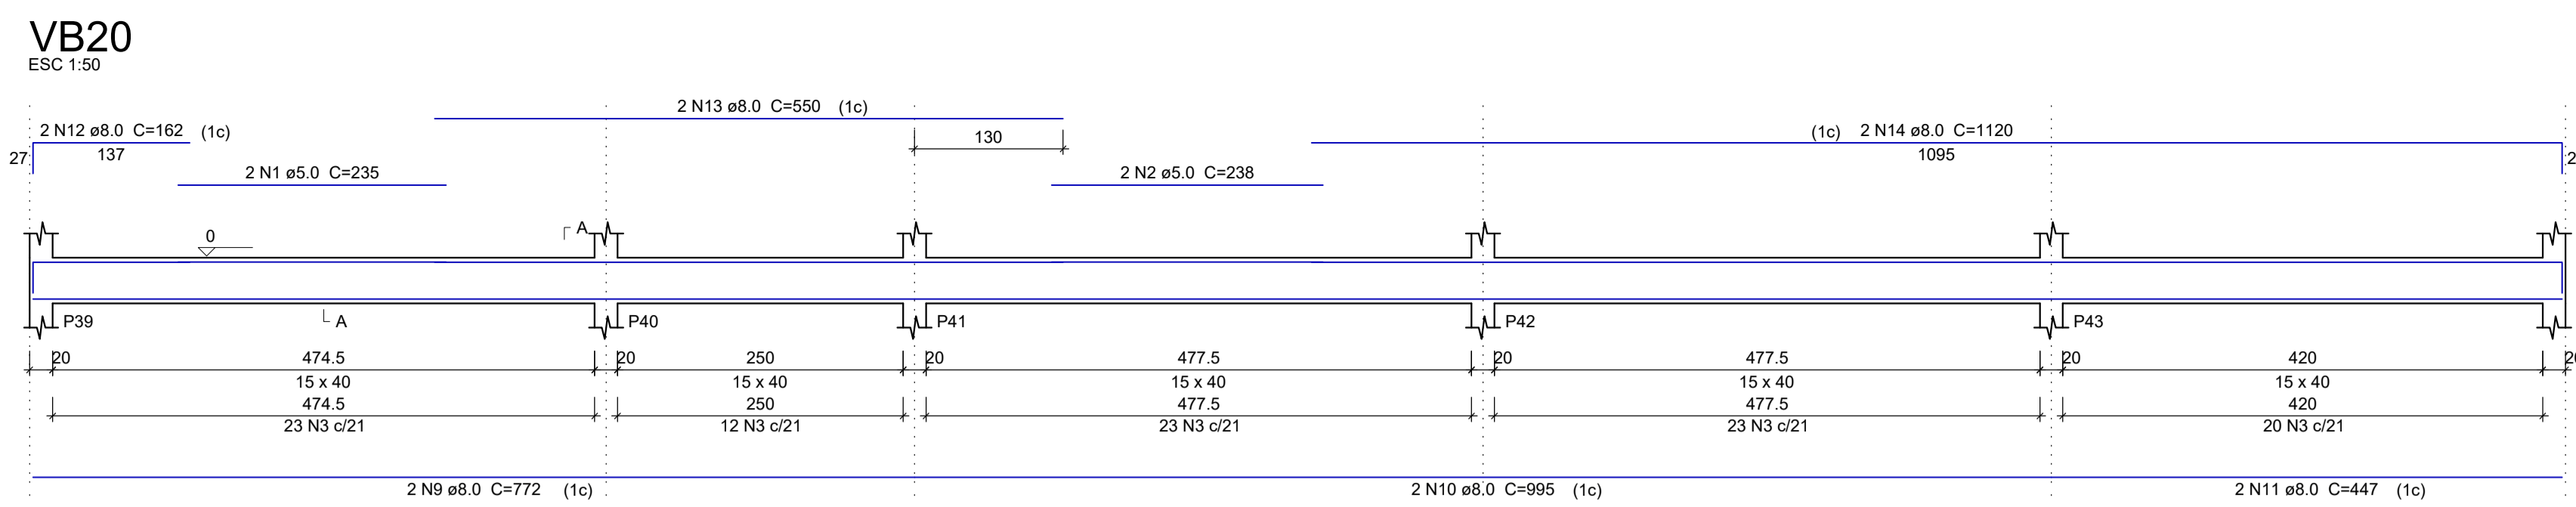 VB20
ESC 1:50
2 N13 ø8.0 C=550 (1c)
2 N12 ø8.0 C=162 (1c)
130
(1c) 2 N14 ø8.0 C=1120
27
137
1095
2
2 N1 ø5.0 C=235
2 N2 ø5.0 C=238
0
A
P39
A
P40
P41
P42
P43
20 474.5 20 250 20 477.5 20 477.5 20 420
15 x 40 15 x 40 15 x 40 15 x 40 15 x 40
474.5 250 477.5 477.5 420
23 N3 c/21 12 N3 c/21 23 N3 c/21 23 N3 c/21 20 N3 c/21
2 N9 ø8.0 C=772 (1c) 2 N10 ø8.0 C=995 (1c) 2 N11 ø8.0 C=447 (1c)